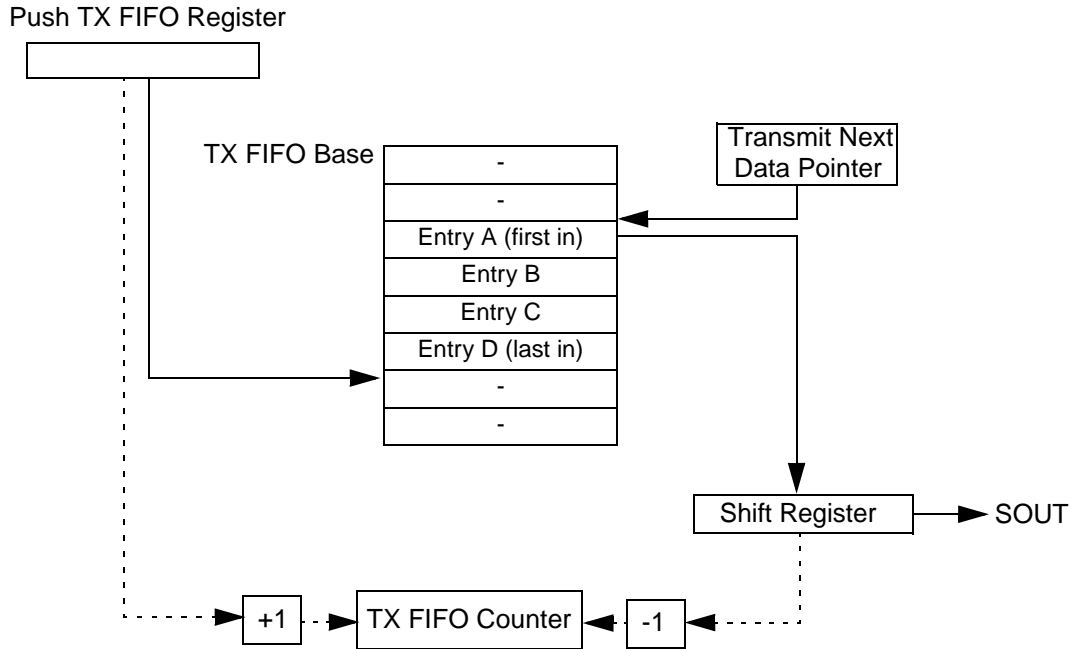 Push TX FIFO Register
TX FIFO Base
-
-
Entry A (first in)
Entry B
Entry C
Entry D (last in)
-
-
Transmit Next
Data Pointer
Shift Register
SOUT
+1
TX FIFO Counter
-1